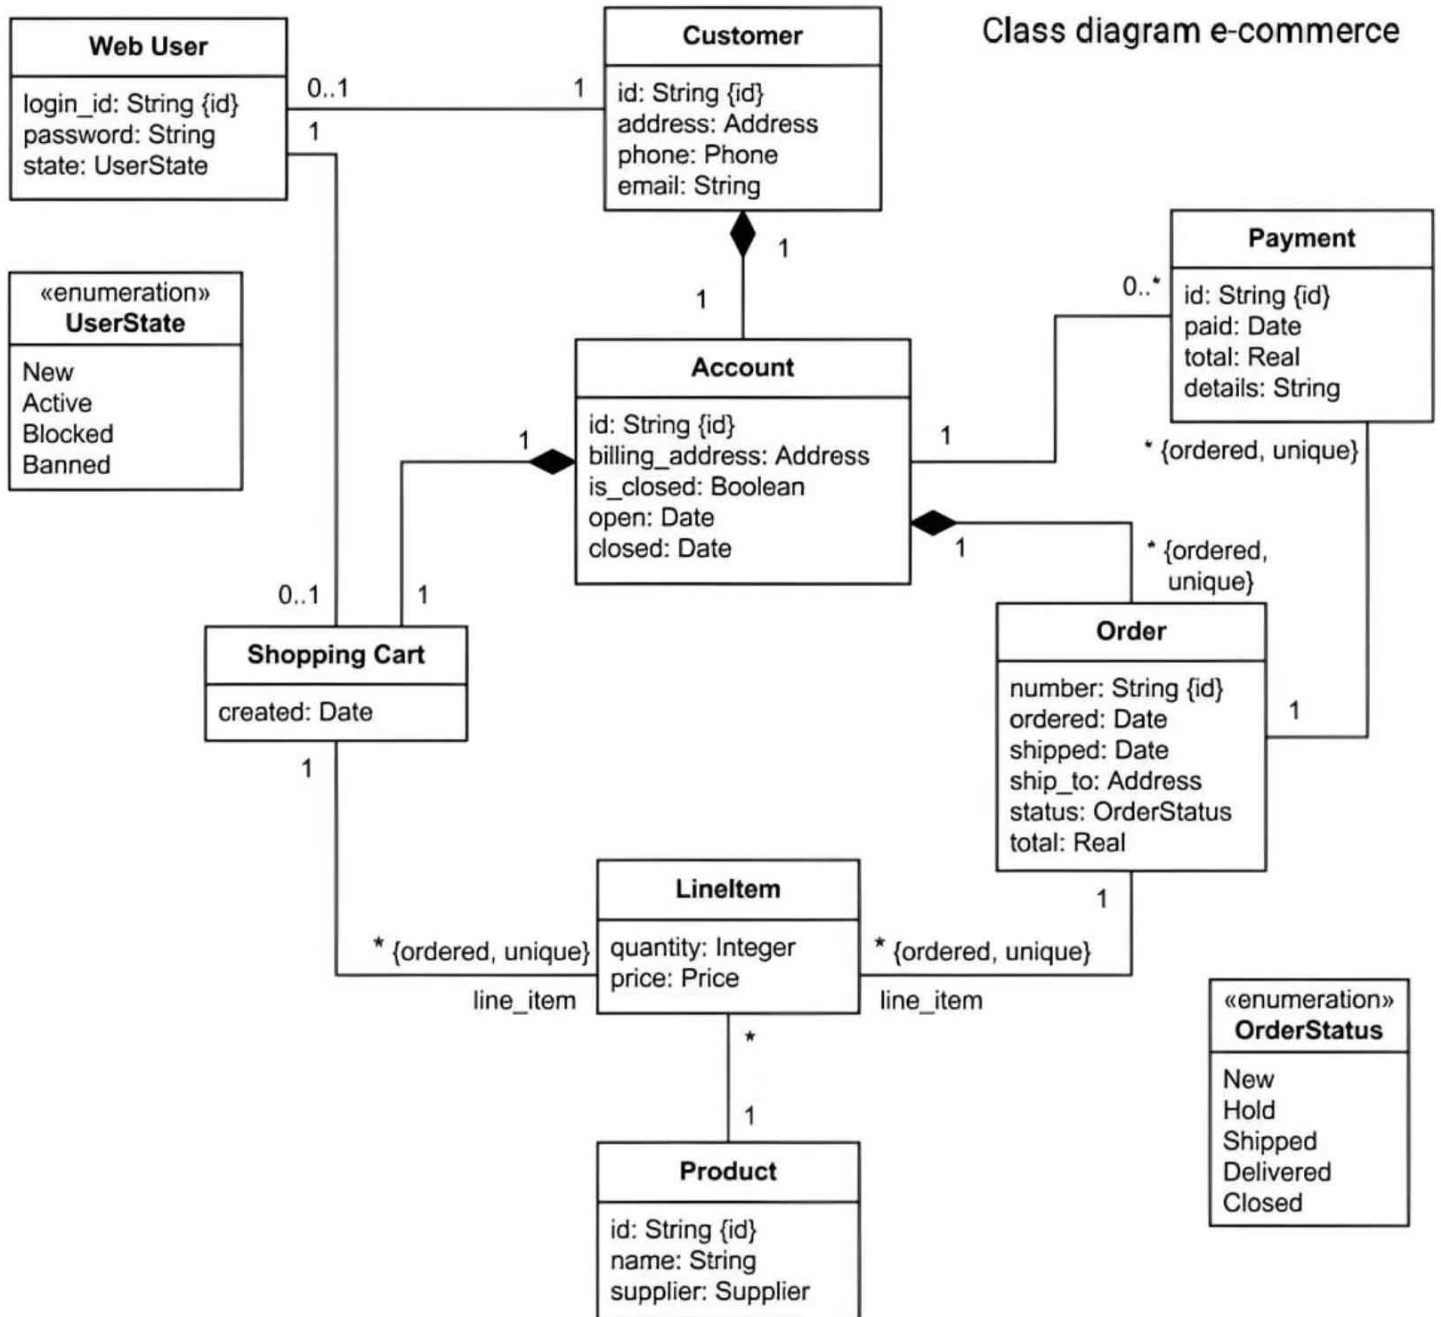 Class diagram e-commerce
Web User
login_id: String {id}
password: String
state: UserState
0..1
1
1
Customer
id: String {id}
address: Address
phone: Phone
email: String
1
1
«enumeration»
UserState
New
Active
Blocked
Banned
Account
id: String {id}
billing_address: Address
is_closed: Boolean
open: Date
closed: Date
1
1
0..*
Payment
id: String {id}
paid: Date
total: Real
details: String
* {ordered, unique}
1
* {ordered,
unique}
0..1
1
Shopping Cart
created: Date
1
Order
number: String {id}
ordered: Date
shipped: Date
ship_to: Address
status: OrderStatus
total: Real
1
1
* {ordered, unique}
line_item
LineItem
quantity: Integer
price: Price
* {ordered, unique}
line_item
*
1
Product
id: String {id}
name: String
supplier: Supplier
«enumeration»
OrderStatus
New
Hold
Shipped
Delivered
Closed